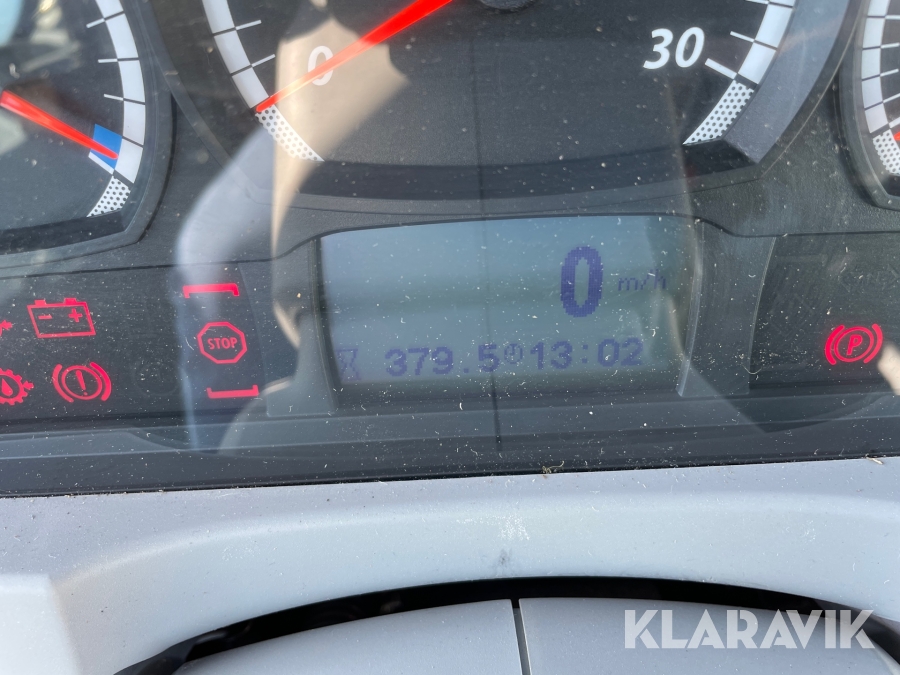 0
30
0 m/h
379.5 13:02
STOP
!
P
KLARAVIK